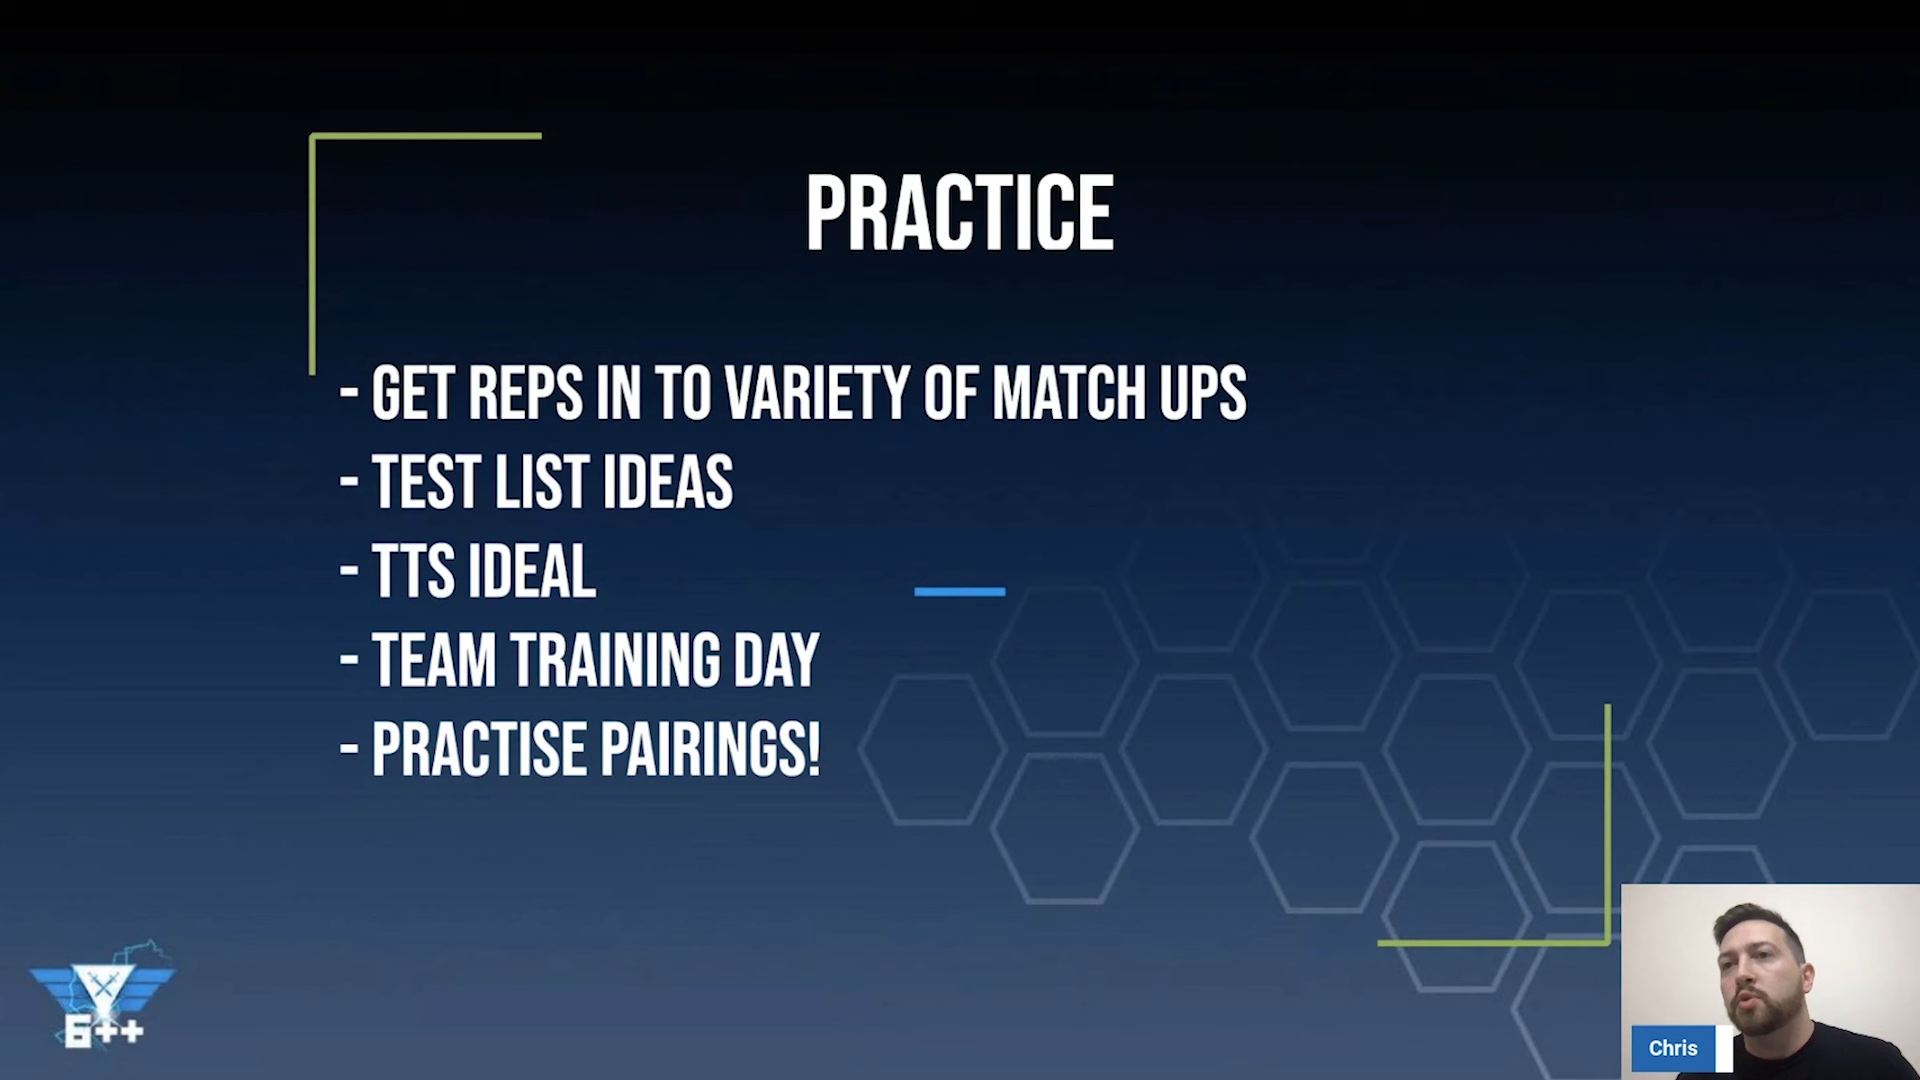 PRACTICE
- GET REPS IN TO VARIETY OF MATCH UPS
- TEST LIST IDEAS
- TTS IDEAL
- TEAM TRAINING DAY
- PRACTISE PAIRINGS!
6++
Chris